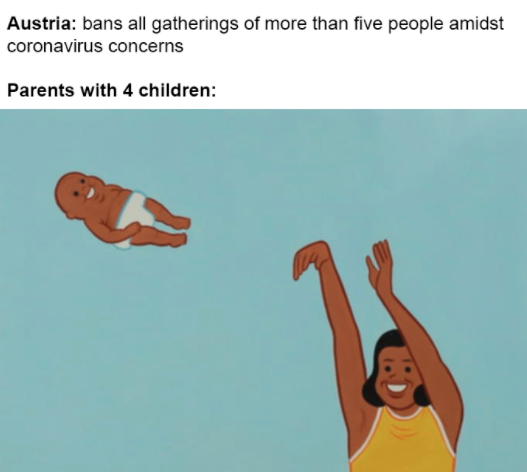 Austria: bans all gatherings of more than five people amidst
coronavirus concerns
Parents with 4 children: